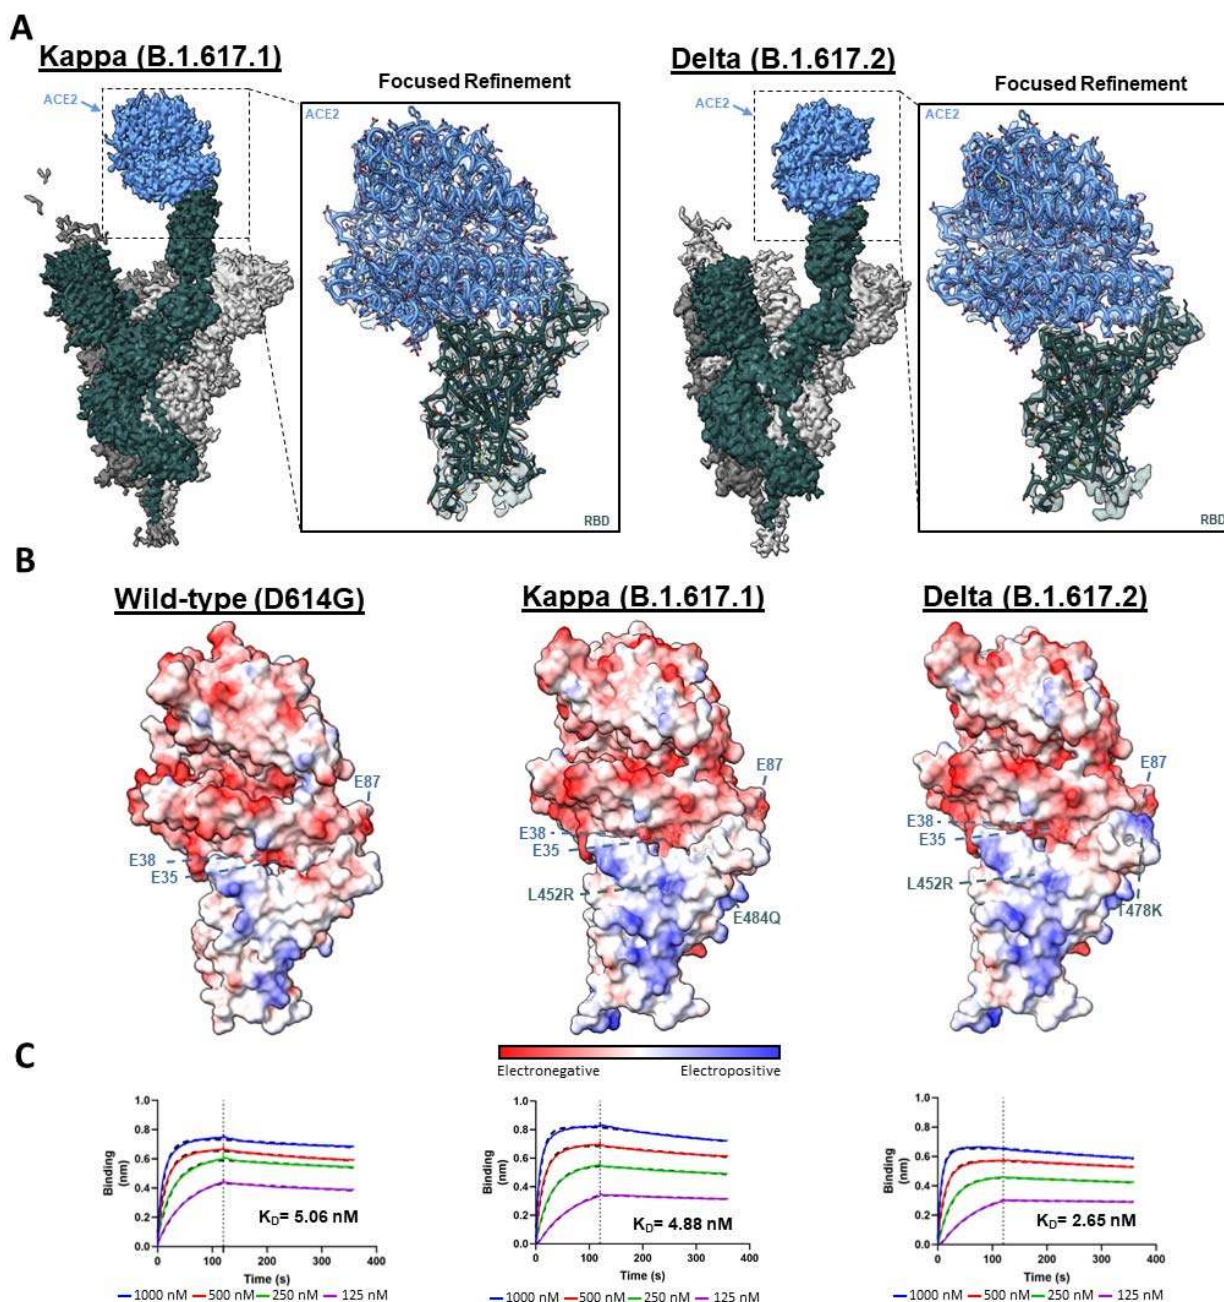 A
Kappa (B.1.617.1)
Focused Refinement
Delta (B.1.617.2)
Focused Refinement
ACE2
ACE2
ACE2
ACE2
RBD
RBD
B
Wild-type (D614G)
Kappa (B.1.617.1)
Delta (B.1.617.2)
E87
E38
E35
E87
E38
E35
L452R
E484Q
E87
E38
E35
L452R
T478K
Electronegative
Electropositive
C
Binding
(nm)
1.0
0.8
0.6
0.4
0.2
0.0
KD= 5.06 nM
0 100 200 300 400
Time (s)
1000 nM 500 nM 250 nM 125 nM
Binding
(nm)
1.0
0.8
0.6
0.4
0.2
0.0
KD= 4.88 nM
0 100 200 300 400
Time (s)
1000 nM 500 nM 250 nM 125 nM
Binding
(nm)
1.0
0.8
0.6
0.4
0.2
0.0
KD= 2.65 nM
0 100 200 300 400
Time (s)
1000 nM 500 nM 250 nM 125 nM